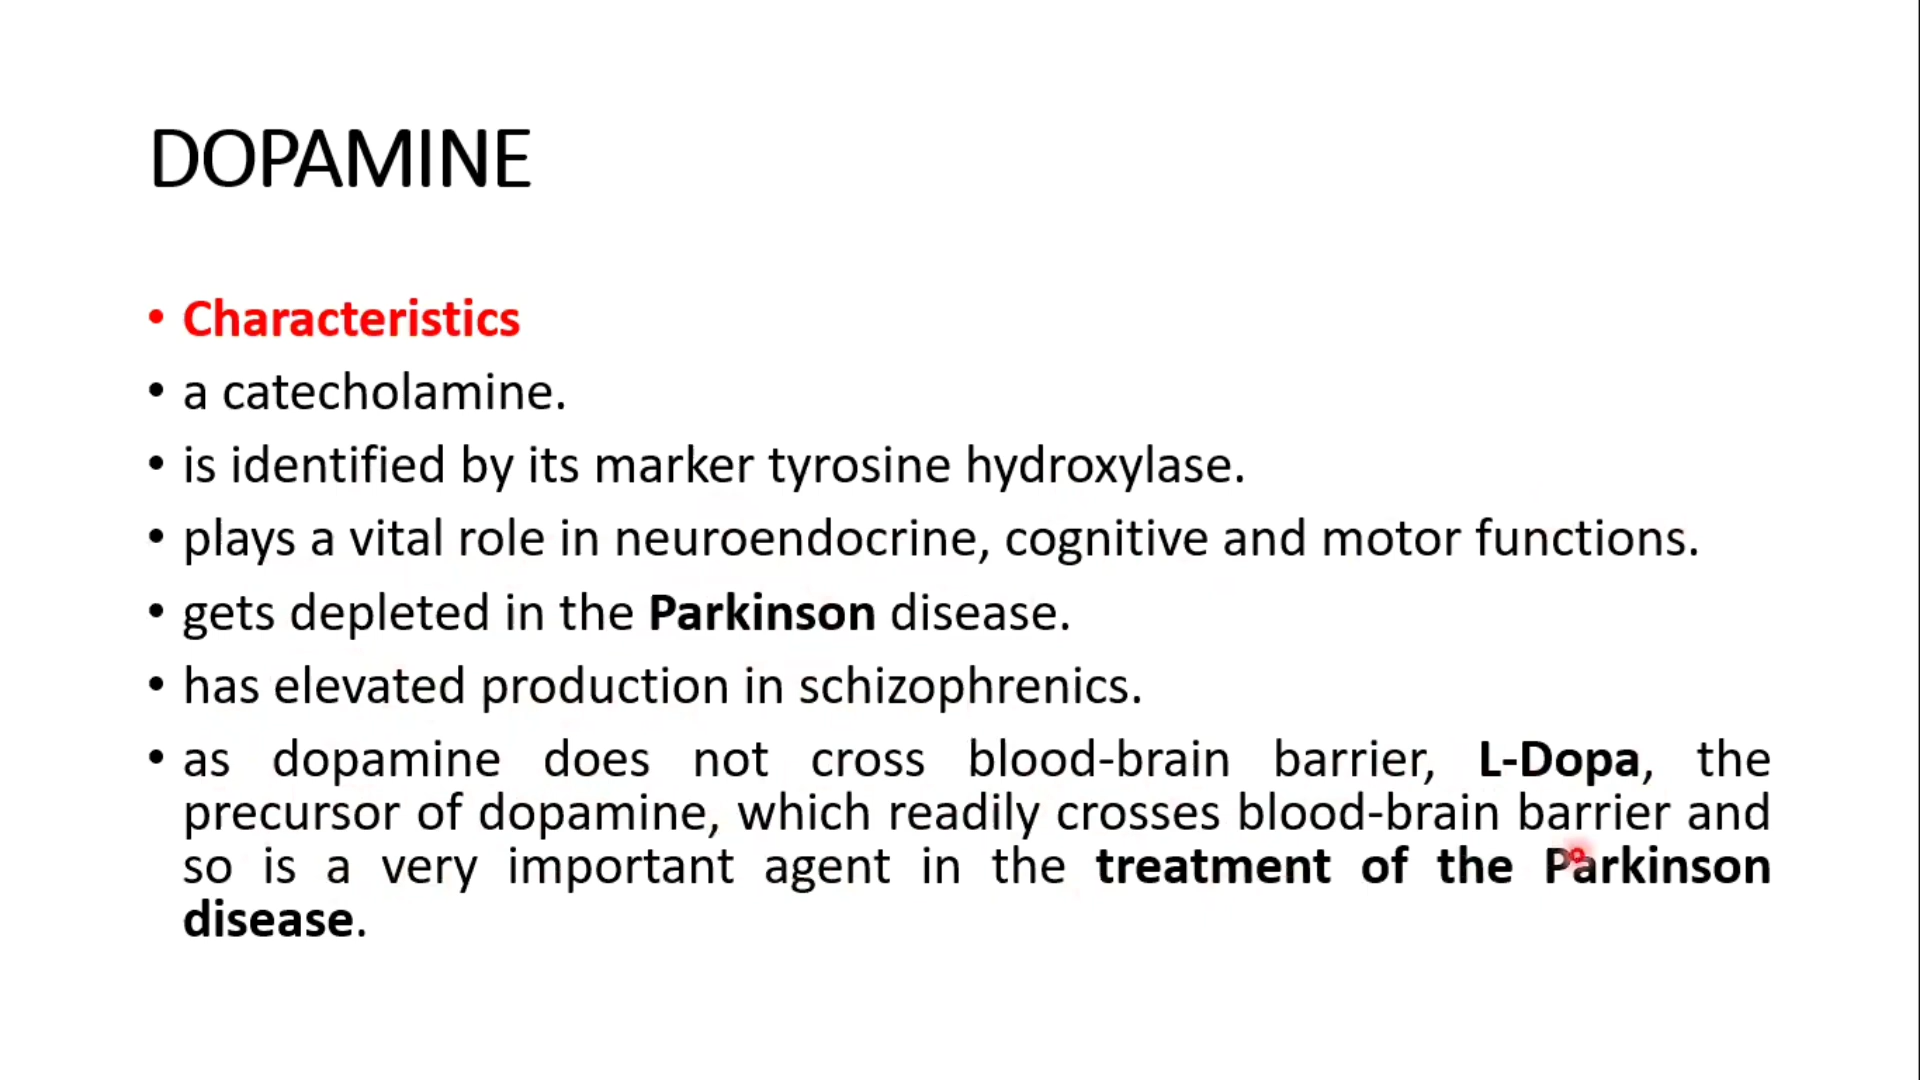 DOPAMINE
• Characteristics
• a catecholamine.
• is identified by its marker tyrosine hydroxylase.
• plays a vital role in neuroendocrine, cognitive and motor functions.
• gets depleted in the Parkinson disease.
• has elevated production in schizophrenics.
• as dopamine does not cross blood-brain barrier, L-Dopa, the
precursor of dopamine, which readily crosses blood-brain barrier and
so is a very important agent in the treatment of the Parkinson
disease.